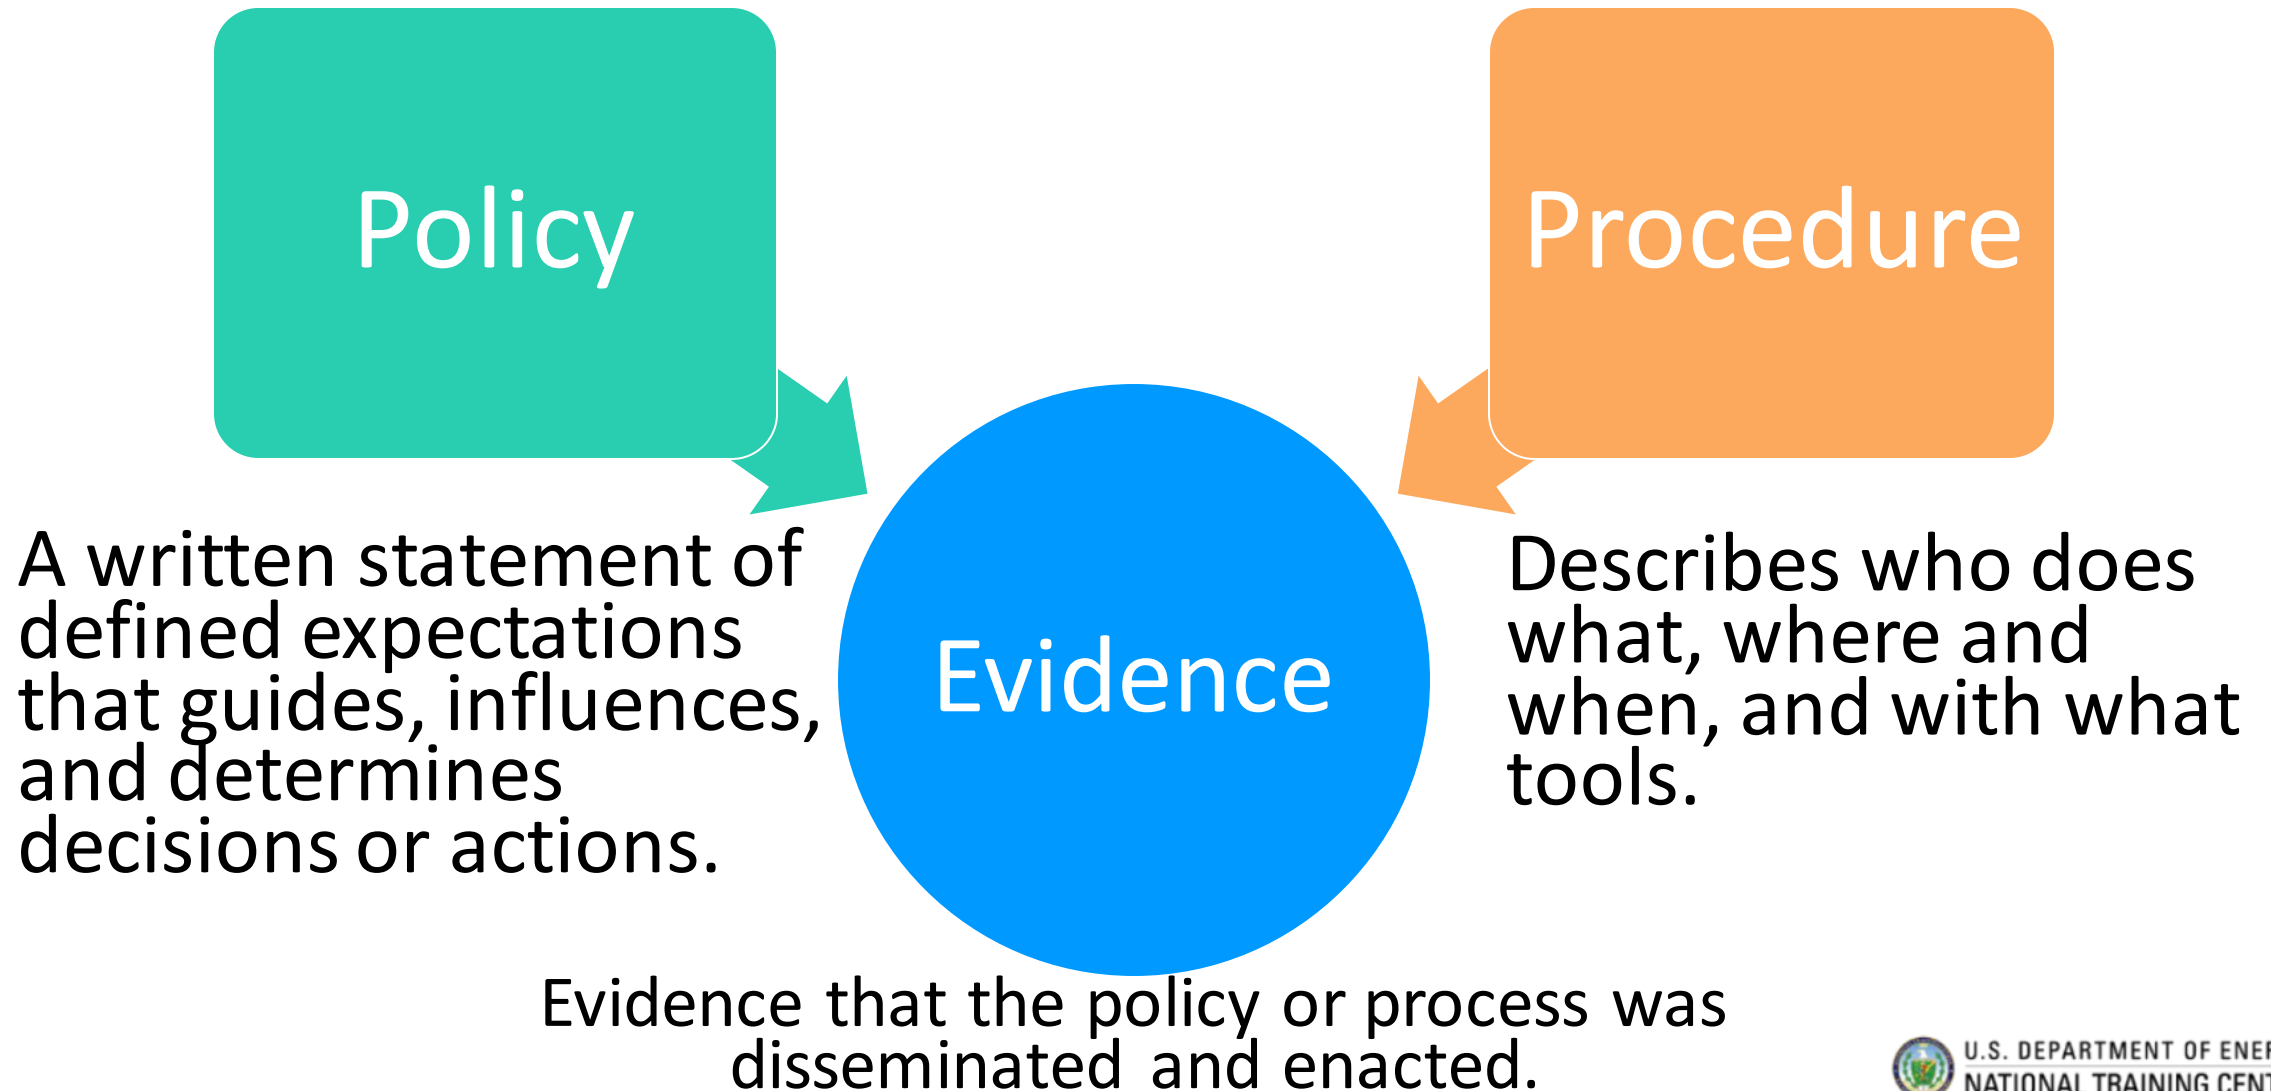 Policy
Procedure
A written statement of
defined expectations
that guides, influences,
and determines
decisions or actions.
Evidence
Describes who does
what, where and
when, and with what
tools.
Evidence that the policy or process was
disseminated and enacted.
U.S. DEPARTMENT OF ENER
NATIONAL TRAINING CENT